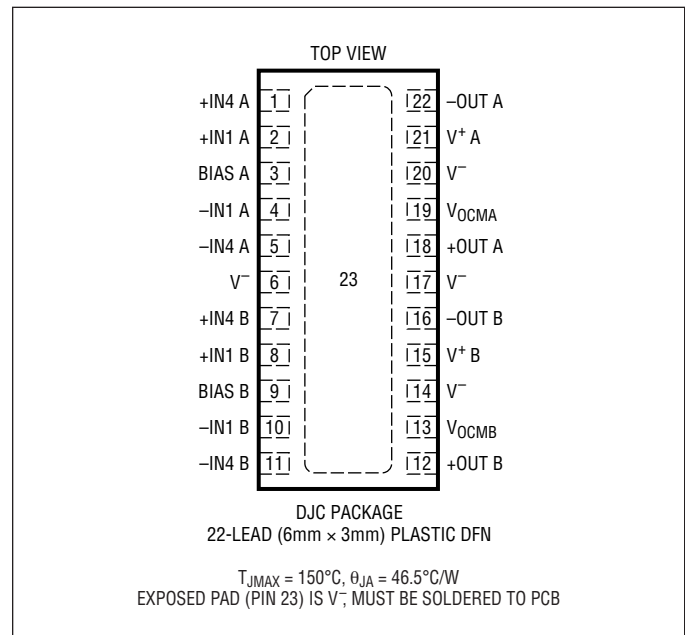 TOP VIEW
+IN4 A 1 22 –OUT A
+IN1 A 2 21 V⁺ A
BIAS A 3 20 V⁻
–IN1 A 4 19 VOCMA
–IN4 A 5 18 +OUT A
V⁻ 6 23 17 V⁻
+IN4 B 7 16 –OUT B
+IN1 B 8 15 V⁺ B
BIAS B 9 14 V⁻
–IN1 B 10 13 VOCMB
–IN4 B 11 12 +OUT B
DJC PACKAGE
22-LEAD (6mm × 3mm) PLASTIC DFN
TJMAX = 150°C, θJA = 46.5°C/W
EXPOSED PAD (PIN 23) IS V⁻, MUST BE SOLDERED TO PCB